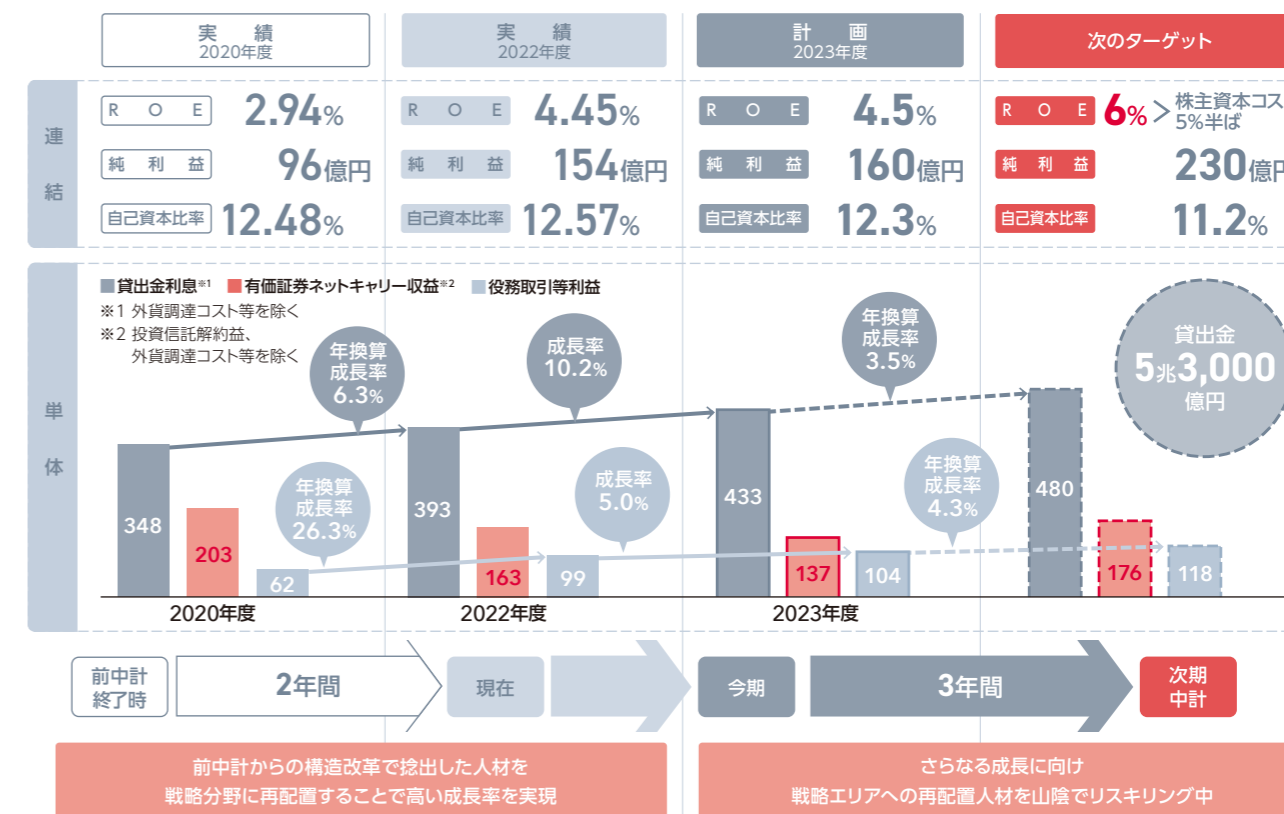 実 績
2020年度
実 績
2022年度
計 画
2023年度
次のターゲット
連結
R O E 2.94%
純利益 96億円
自己資本比率 12.48%
R O E 4.45%
純利益 154億円
自己資本比率 12.57%
R O E 4.5%
純利益 160億円
自己資本比率 12.3%
R O E 6% > 株主資本コス
5%半ば
純利益 230億円
自己資本比率 11.2%
単体
貸出金利息※1 有価証券ネットキャリー収益※2 役務取引等利益
※1 外貨調達コスト等を除く
※2 投資信託解約益、
外貨調達コスト等を除く
年換算
成長率
6.3%
成長率
10.2%
年換算
成長率
3.5%
貸出金
5兆3,000
億円
年換算
成長率
26.3%
成長率
5.0%
年換算
成長率
4.3%
348
203
62
393
163
99
433
137
104
480
176
118
2020年度
2022年度
2023年度
前中計
終了時
2年間
現在
今期
3年間
次期
中計
前中計からの構造改革で捻出した人材を
戦略分野に再配置することで高い成長率を実現
さらなる成長に向け
戦略エリアへの再配置人材を山陰でリスキリング中